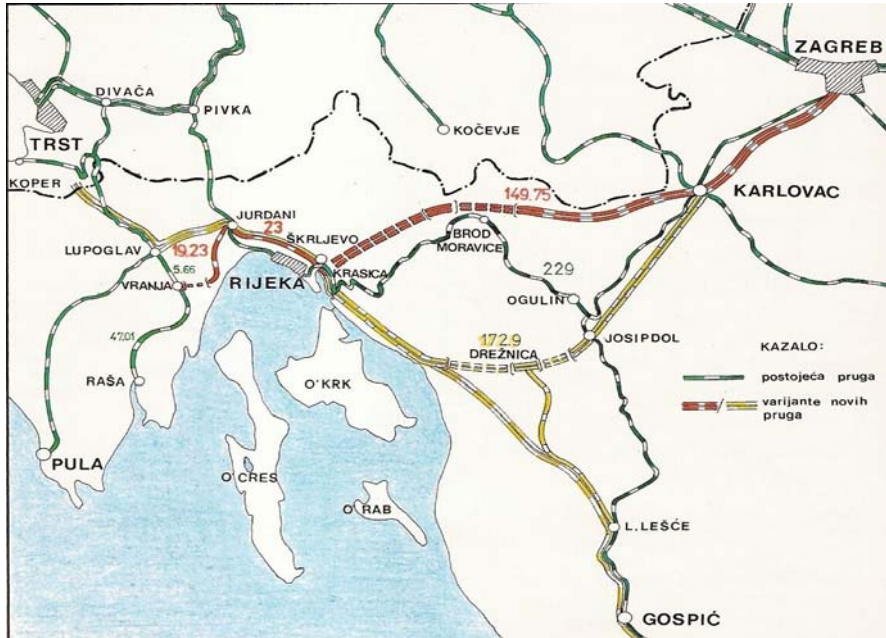 ZAGREB
DIVAČA
PIVKA
KOČEVJE
TRST
KOPER
KARLOVAC
149.75
JURDANI
23
ŠKRLJEVO
BROD
MORAVICE
LUPOGLAV
19.23
5.66
VRANJA
RIJEKA
KRASICA
229
OGULIN
47.01
172.9
DREŽNICA
JOSIPDOL
KAZALO:
postojeća pruga
varijante novih
pruga
RAŠA
O'KRK
PULA
O'CRES
O'RAB
L.LEŠĆE
GOSPIĆ